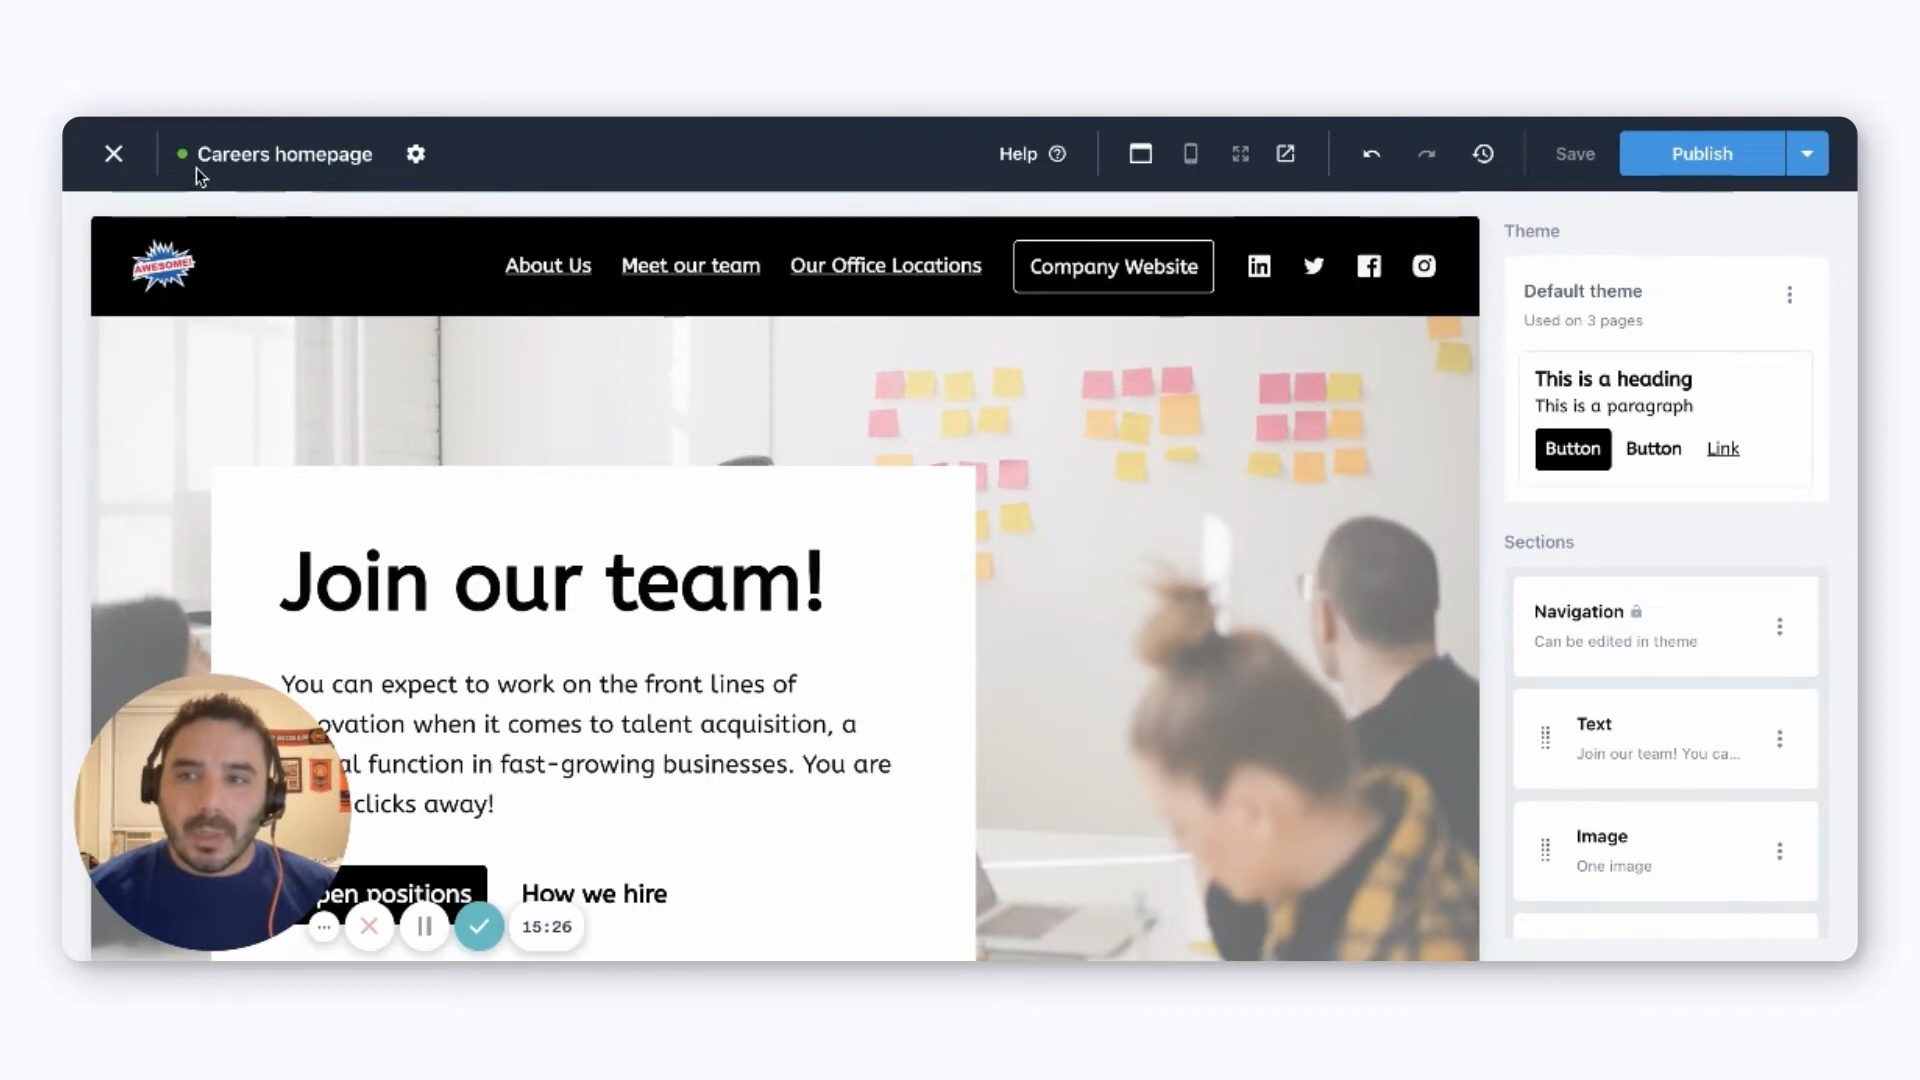 Careers homepage
Help
Save
Publish
AWESOME!
About Us
Meet our team
Our Office Locations
Company Website
Theme
Default theme
Used on 3 pages
This is a heading
This is a paragraph
Button
Button
Link
Join our team!
You can expect to work on the front lines of
ovation when it comes to talent acquisition, a
al function in fast-growing businesses. You are
clicks away!
pen positions
How we hire
15:26
Sections
Navigation
Can be edited in theme
Text
Join our team! You ca...
Image
One image